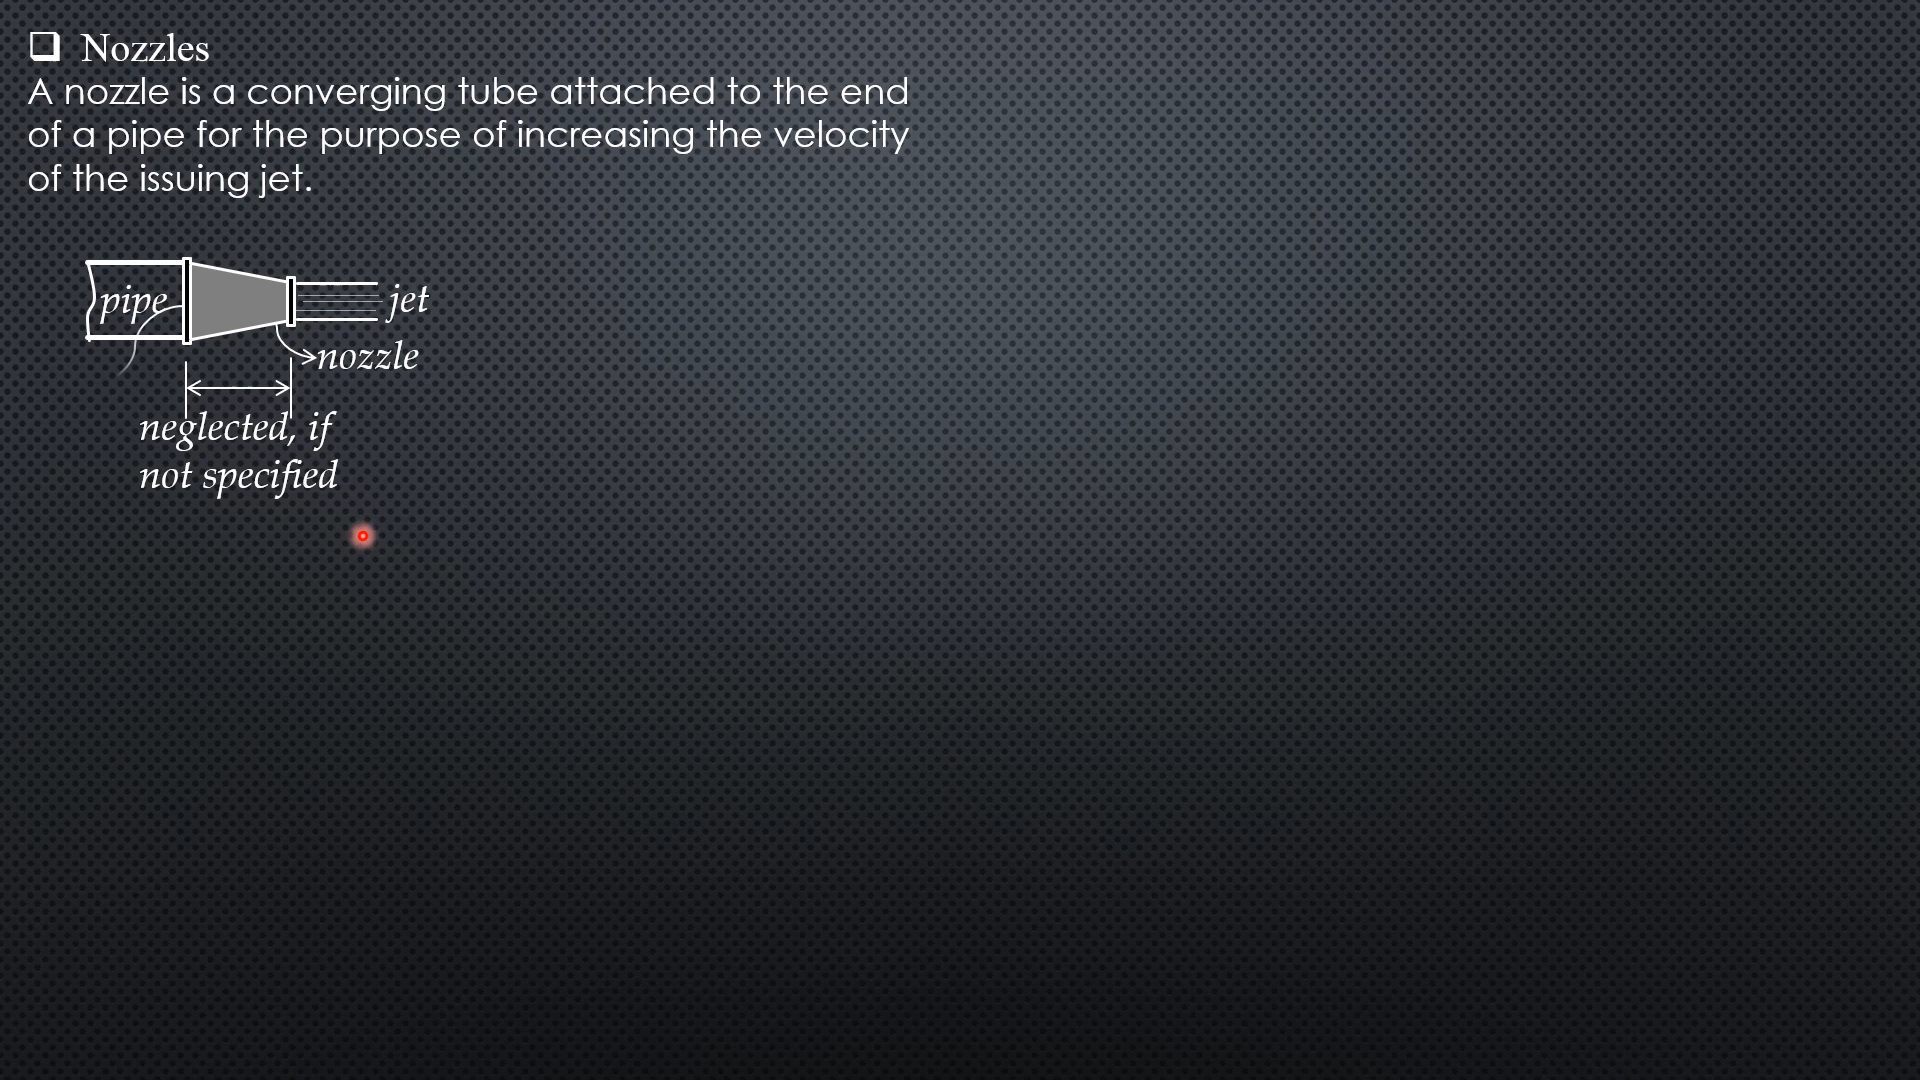 Nozzles
A nozzle is a converging tube attached to the end
of a pipe for the purpose of increasing the velocity
of the issuing jet.
pipe
jet
nozzle
neglected, if
not specified